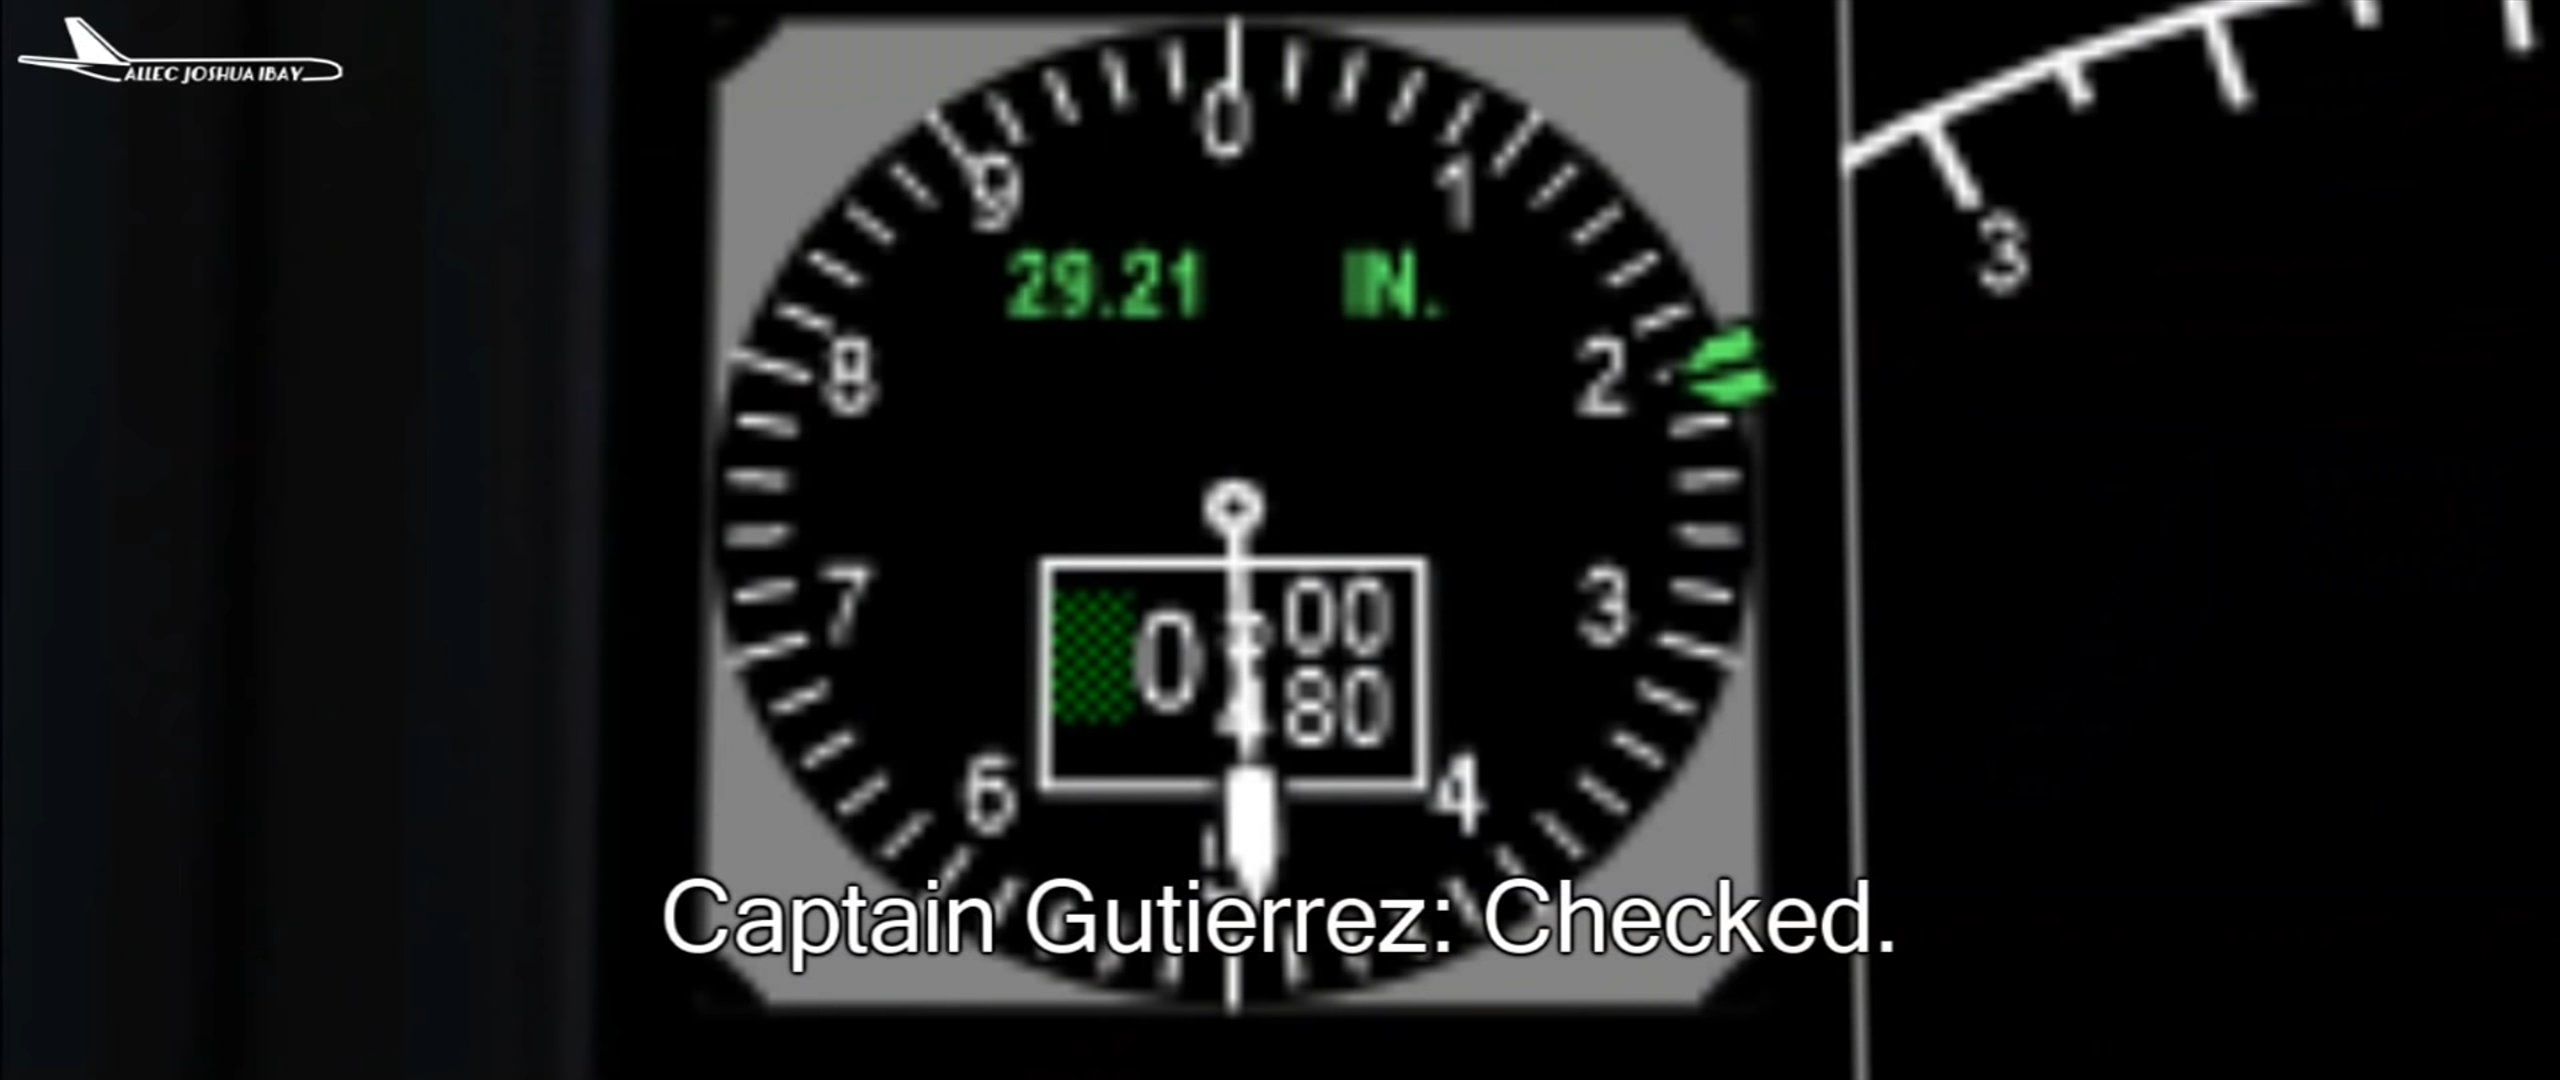 ALLEC JOSHUA IBAY
0
9 1
3
29.21 IN.
8 2
7 3
0 00
80
6 4
Captain Gutierrez: Checked.